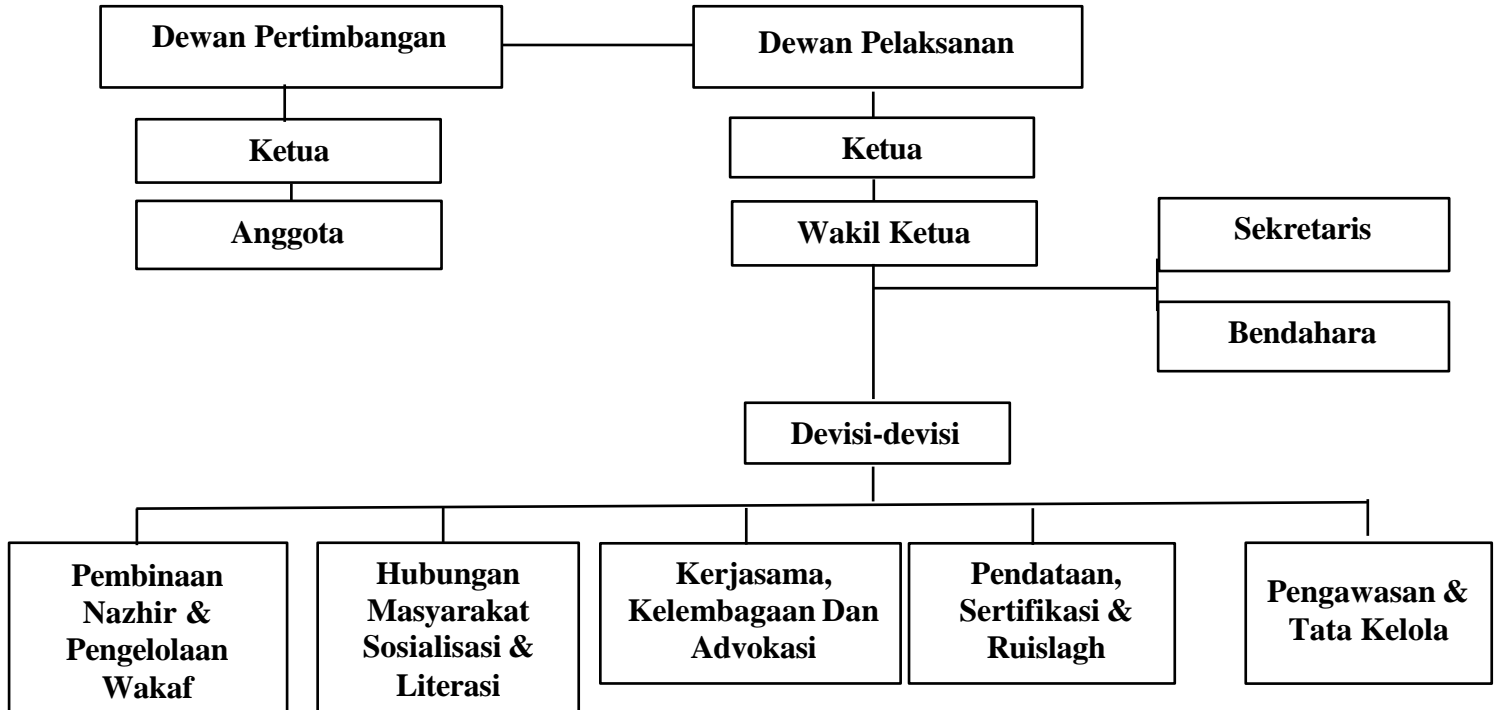 Dewan Pertimbangan
Dewan Pelaksanan
Ketua
Ketua
Anggota
Wakil Ketua
Sekretaris
Bendahara
Devisi-devisi
Pembinaan
Nazhir &
Pengelolaan
Wakaf
Hubungan
Masyarakat
Sosialisasi &
Literasi
Kerjasama,
Kelembagaan Dan
Advokasi
Pendataan,
Sertifikasi &
Ruislagh
Pengawasan &
Tata Kelola